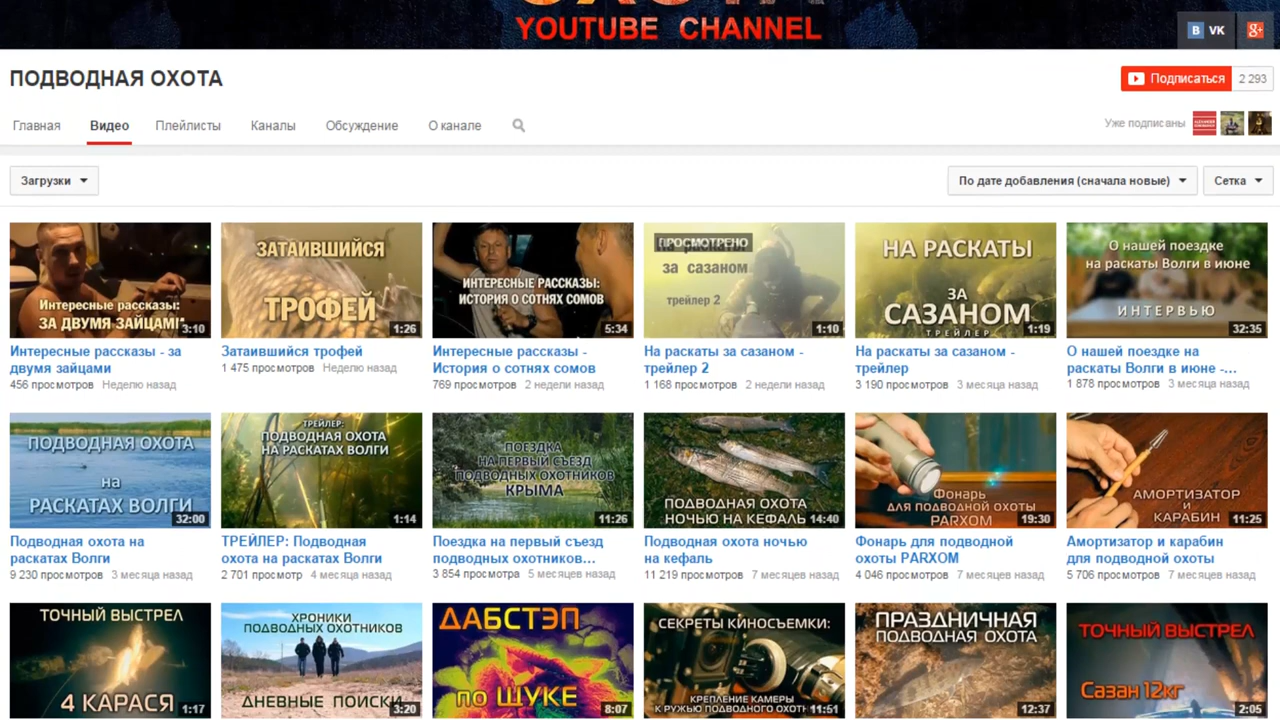 YOUTUBE CHANNEL
B VK
g+
ПОДВОДНАЯ ОХОТА
Подписаться 2 293
Главная Видео Плейлисты Каналы Обсуждение О канале
Уже подписаны
Загрузки
По дате добавления (сначала новые)
Сетка
Интересные рассказы:
ЗА ДВУМЯ ЗАЙЦАМИ
3:10
Интересные рассказы - за
двумя зайцами
456 просмотров Неделю назад
ЗАТАИВШИЙСЯ
ТРОФЕЙ
1:26
Затаившийся трофей
1 475 просмотров Неделю назад
ИНТЕРЕСНЫЕ РАССКАЗЫ:
ИСТОРИЯ О СОТНЯХ СОМОВ
5:34
Интересные рассказы -
История о сотнях сомов
769 просмотров 2 недели назад
ПРОСМОТРЕНО
за сазаном
трейлер 2
1:10
На раскаты за сазаном -
трейлер 2
1 168 просмотров 2 недели назад
НА РАСКАТЫ
ЗА
САЗАНОМ
ТРЕЙЛЕР
1:19
На раскаты за сазаном -
трейлер
3 190 просмотров 3 месяца назад
О нашей поездке
на раскаты Волги в июне
ИНТЕРВЬЮ
32:35
О нашей поездке на
раскаты Волги в июне -...
1 878 просмотров 3 месяца назад
ПОДВОДНАЯ ОХОТА
на
РАСКАТАХ ВОЛГИ
32:00
Подводная охота на
раскатах Волги
9 230 просмотров 3 месяца назад
ТРЕЙЛЕР:
ПОДВОДНАЯ ОХОТА
НА РАСКАТАХ ВОЛГИ
1:14
ТРЕЙЛЕР: Подводная
охота на раскатах Волги
2 701 просмотр 4 месяца назад
ПОЕЗДКА
НА ПЕРВЫЙ СЪЕЗД
ПОДВОДНЫХ ОХОТНИКОВ
КРЫМА
11:26
Поездка на первый съезд
подводных охотников...
3 854 просмотра 5 месяцев назад
ПОДВОДНАЯ ОХОТА
НОЧЬЮ НА КЕФАЛЬ
14:40
Подводная охота ночью
на кефаль
11 219 просмотров 7 месяцев назад
Фонарь
ДЛЯ ПОДВОДНОЙ ОХОТЫ
PARXOM
19:30
Фонарь для подводной
охоты PARXOM
4 046 просмотров 7 месяцев назад
АМОРТИЗАТОР
И
КАРАБИН
11:25
Амортизатор и карабин
для подводной охоты
5 706 просмотров 7 месяцев назад
ТОЧНЫЙ ВЫСТРЕЛ
4 КАРАСЯ
1:17
ХРОНИКИ
ПОДВОДНЫХ ОХОТНИКОВ
ДНЕВНЫЕ ПОИСКИ
3:20
ДАБСТЭП
ПО ЩУКЕ
8:07
СЕКРЕТЫ КИНОСЪЕМКИ:
КРЕПЛЕНИЕ КАМЕРЫ
К РУЖЬЮ ПОДВОДНОГО
11:51
ПРАЗДНИЧНАЯ
ПОДВОДНАЯ ОХОТА
12:37
ТОЧНЫЙ ВЫСТРЕЛ
Сазан 12кг
2:05